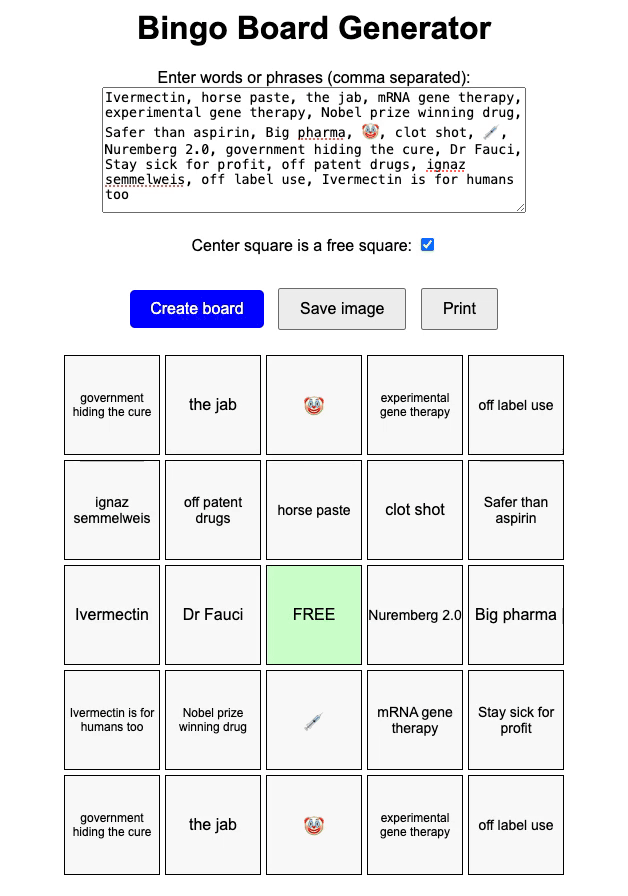 Bingo Board Generator
Enter words or phrases (comma separated):
Ivermectin, horse paste, the jab, mRNA gene therapy,
experimental gene therapy, Nobel prize winning drug,
Safer than aspirin, Big pharma, 🤡, clot shot, 💉,
Nuremberg 2.0, government hiding the cure, Dr Fauci,
Stay sick for profit, off patent drugs, ignaz
semmelweis, off label use, Ivermectin is for humans
too
Center square is a free square:
Create board
Save image
Print
government
hiding the cure
the jab
🤡
experimental
gene therapy
off label use
ignaz
semmelweis
off patent
drugs
horse paste
clot shot
Safer than
aspirin
Ivermectin
Dr Fauci
FREE
Nuremberg 2.0
Big pharma
Ivermectin is for
humans too
Nobel prize
winning drug
💉
mRNA gene
therapy
Stay sick for
profit
government
hiding the cure
the jab
🤡
experimental
gene therapy
off label use